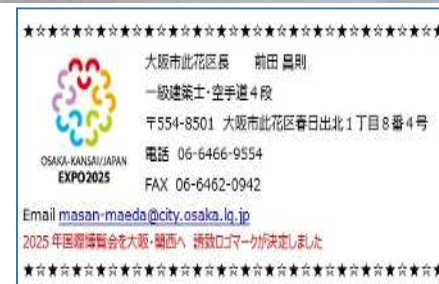 ★☆★☆★☆★☆★☆★☆★☆★☆★☆★☆★☆★☆★☆★☆★☆★☆★
大阪市此花区長　　前田 昌則
一級建築士・空手道4段
〒554-8501 大阪市此花区春日出北1丁目8番4号
電話 06-6466-9554
FAX 06-6462-0942
OSAKA-KANSAI/JAPAN
EXPO2025
Email masan-maeda@city.osaka.lg.jp
2025年国際博覧会を大阪・関西へ 誘致ロゴマークが決定しました
★☆★☆★☆★☆★☆★☆★☆★☆★☆★☆★☆★☆★☆★☆★☆★☆★